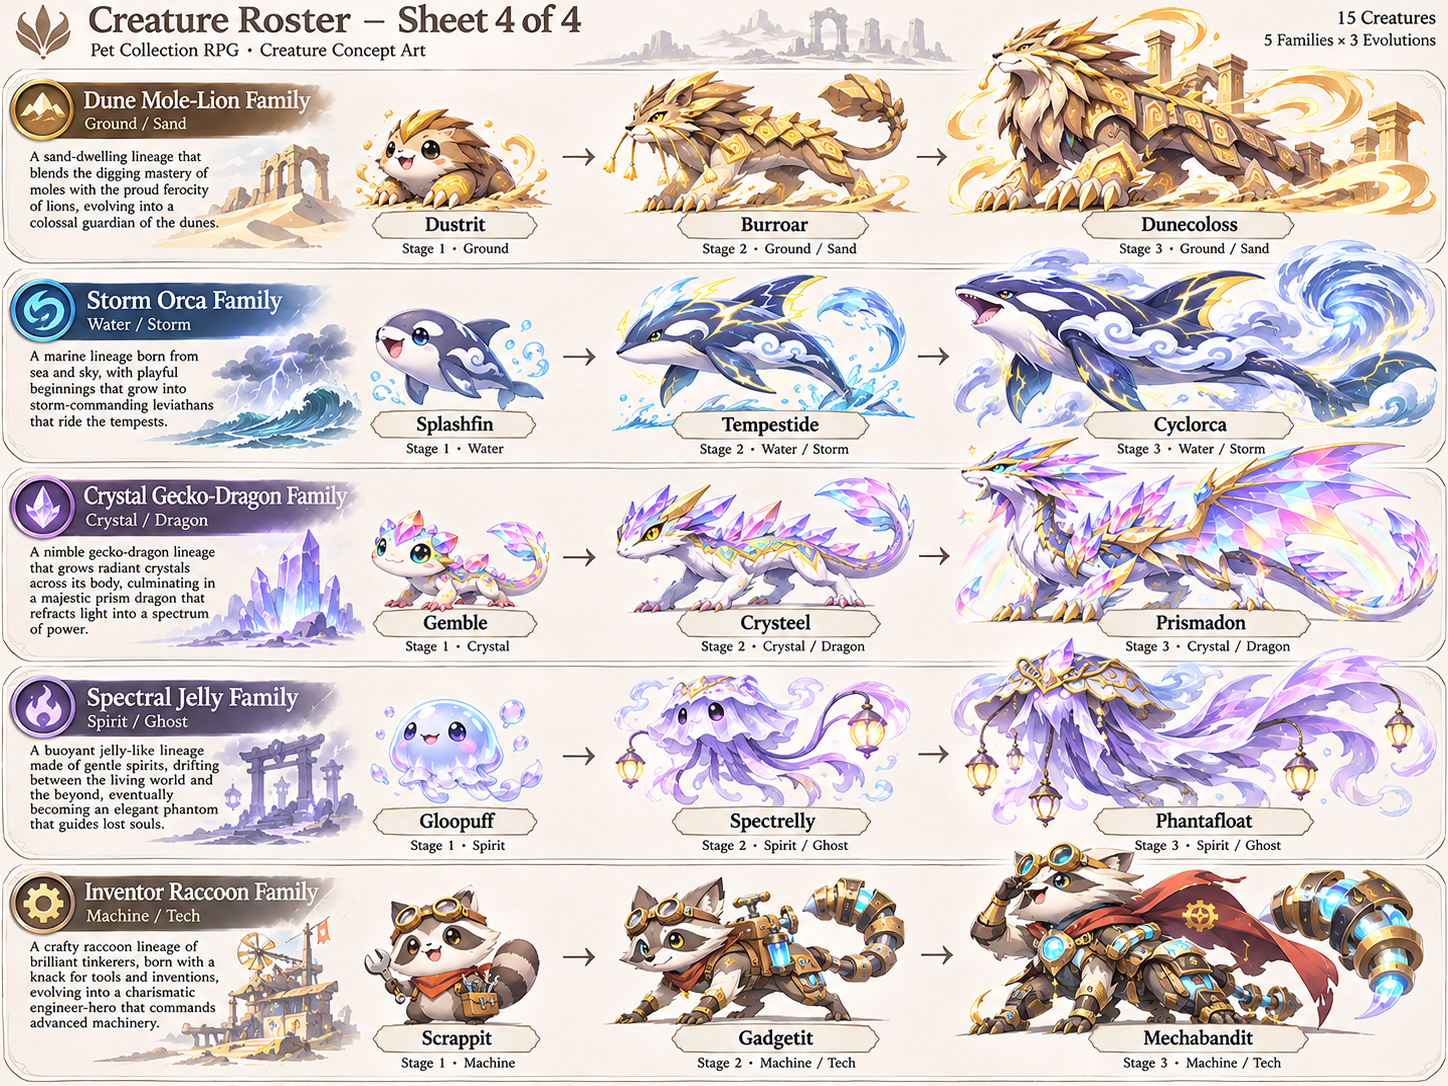 Creature Roster – Sheet 4 of 4
Pet Collection RPG • Creature Concept Art
15 Creatures
5 Families × 3 Evolutions
Dune Mole-Lion Family
Ground / Sand
A sand-dwelling lineage that
blends the digging mastery of
moles with the proud ferocity
of lions, evolving into a
colossal guardian of the dunes.
Dustrit
Stage 1 • Ground
Burroar
Stage 2 • Ground / Sand
Dunecoloss
Stage 3 • Ground / Sand
Storm Orca Family
Water / Storm
A marine lineage born from
sea and sky, with playful
beginnings that grow into
storm-commanding leviathans
that ride the tempests.
Splashfin
Stage 1 • Water
Tempestide
Stage 2 • Water / Storm
Cyclorca
Stage 3 • Water / Storm
Crystal Gecko-Dragon Family
Crystal / Dragon
A nimble gecko-dragon lineage
that grows radiant crystals
across its body, culminating in
a majestic prism dragon that
refracts light into a spectrum
of power.
Gemble
Stage 1 • Crystal
Crysteel
Stage 2 • Crystal / Dragon
Prismadon
Stage 3 • Crystal / Dragon
Spectral Jelly Family
Spirit / Ghost
A buoyant jelly-like lineage
made of gentle spirits, drifting
between the living world and
the beyond, eventually
becoming an elegant phantom
that guides lost souls.
Gloopuff
Stage 1 • Spirit
Spectrelly
Stage 2 • Spirit / Ghost
Phantafloat
Stage 3 • Spirit / Ghost
Inventor Raccoon Family
Machine / Tech
A crafty raccoon lineage of
brilliant tinkerers, born with a
knack for tools and inventions,
evolving into a charismatic
engineer-hero that commands
advanced machinery.
Scrappit
Stage 1 • Machine
Gadgetit
Stage 2 • Machine / Tech
Mechabandit
Stage 3 • Machine / Tech